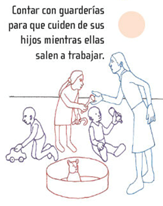 Contar con guarderías
para que cuiden de sus
hijos mientras ellas
salen a trabajar.